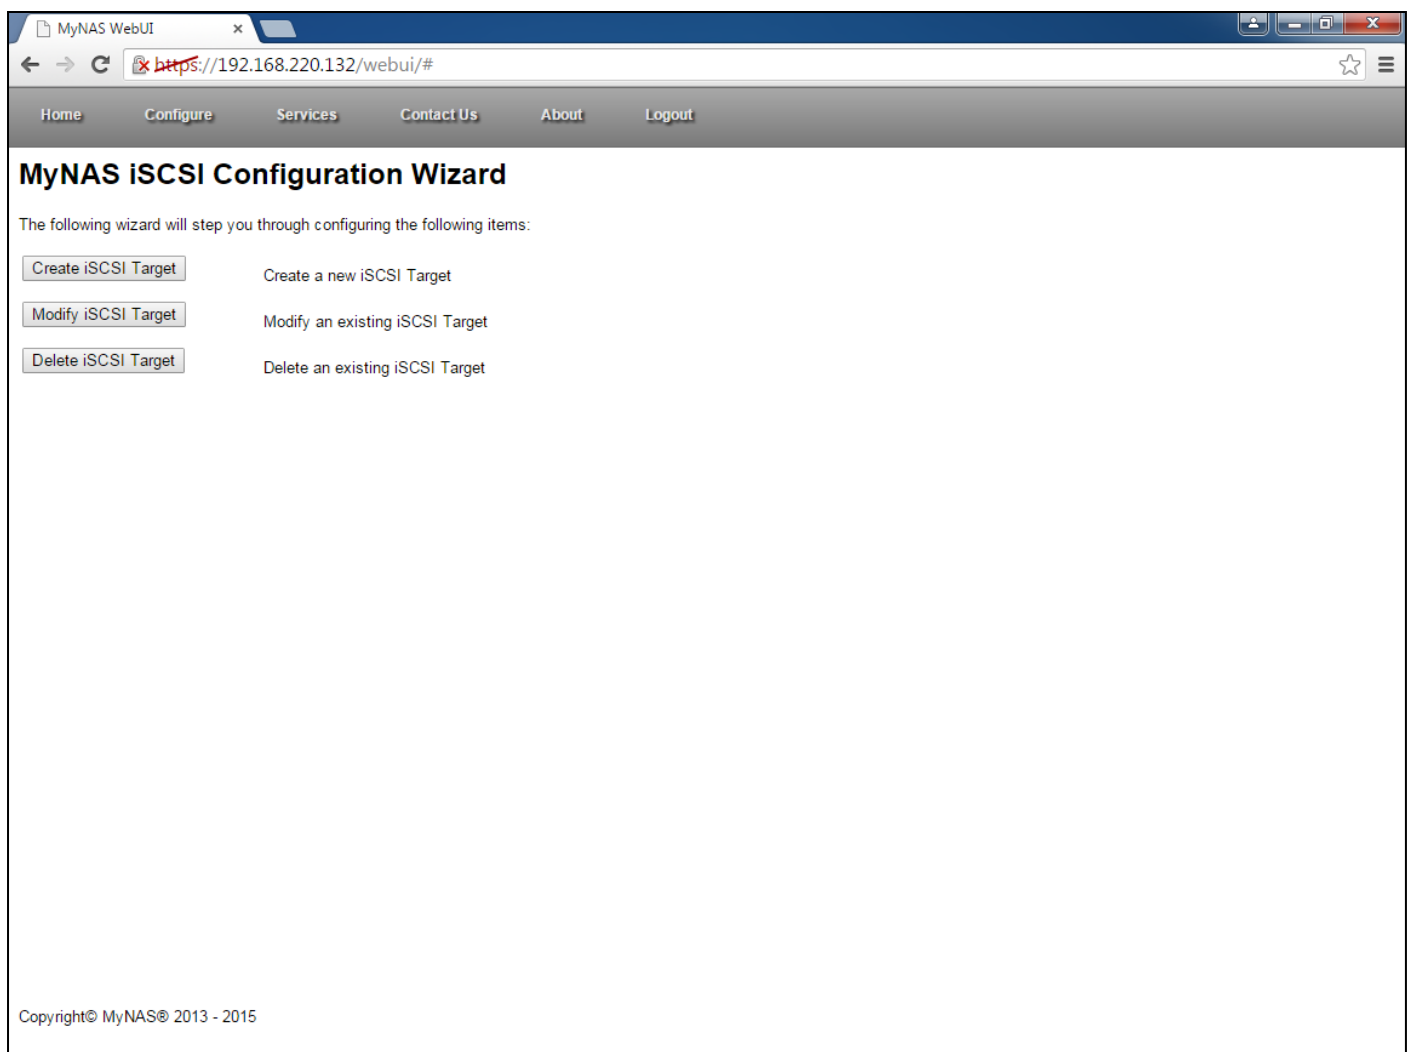 MyNAS WebUI
https://192.168.220.132/webui/#
Home Configure Services Contact Us About Logout
MyNAS iSCSI Configuration Wizard
The following wizard will step you through configuring the following items:
Create iSCSI Target Create a new iSCSI Target
Modify iSCSI Target Modify an existing iSCSI Target
Delete iSCSI Target Delete an existing iSCSI Target
Copyright© MyNAS® 2013 - 2015